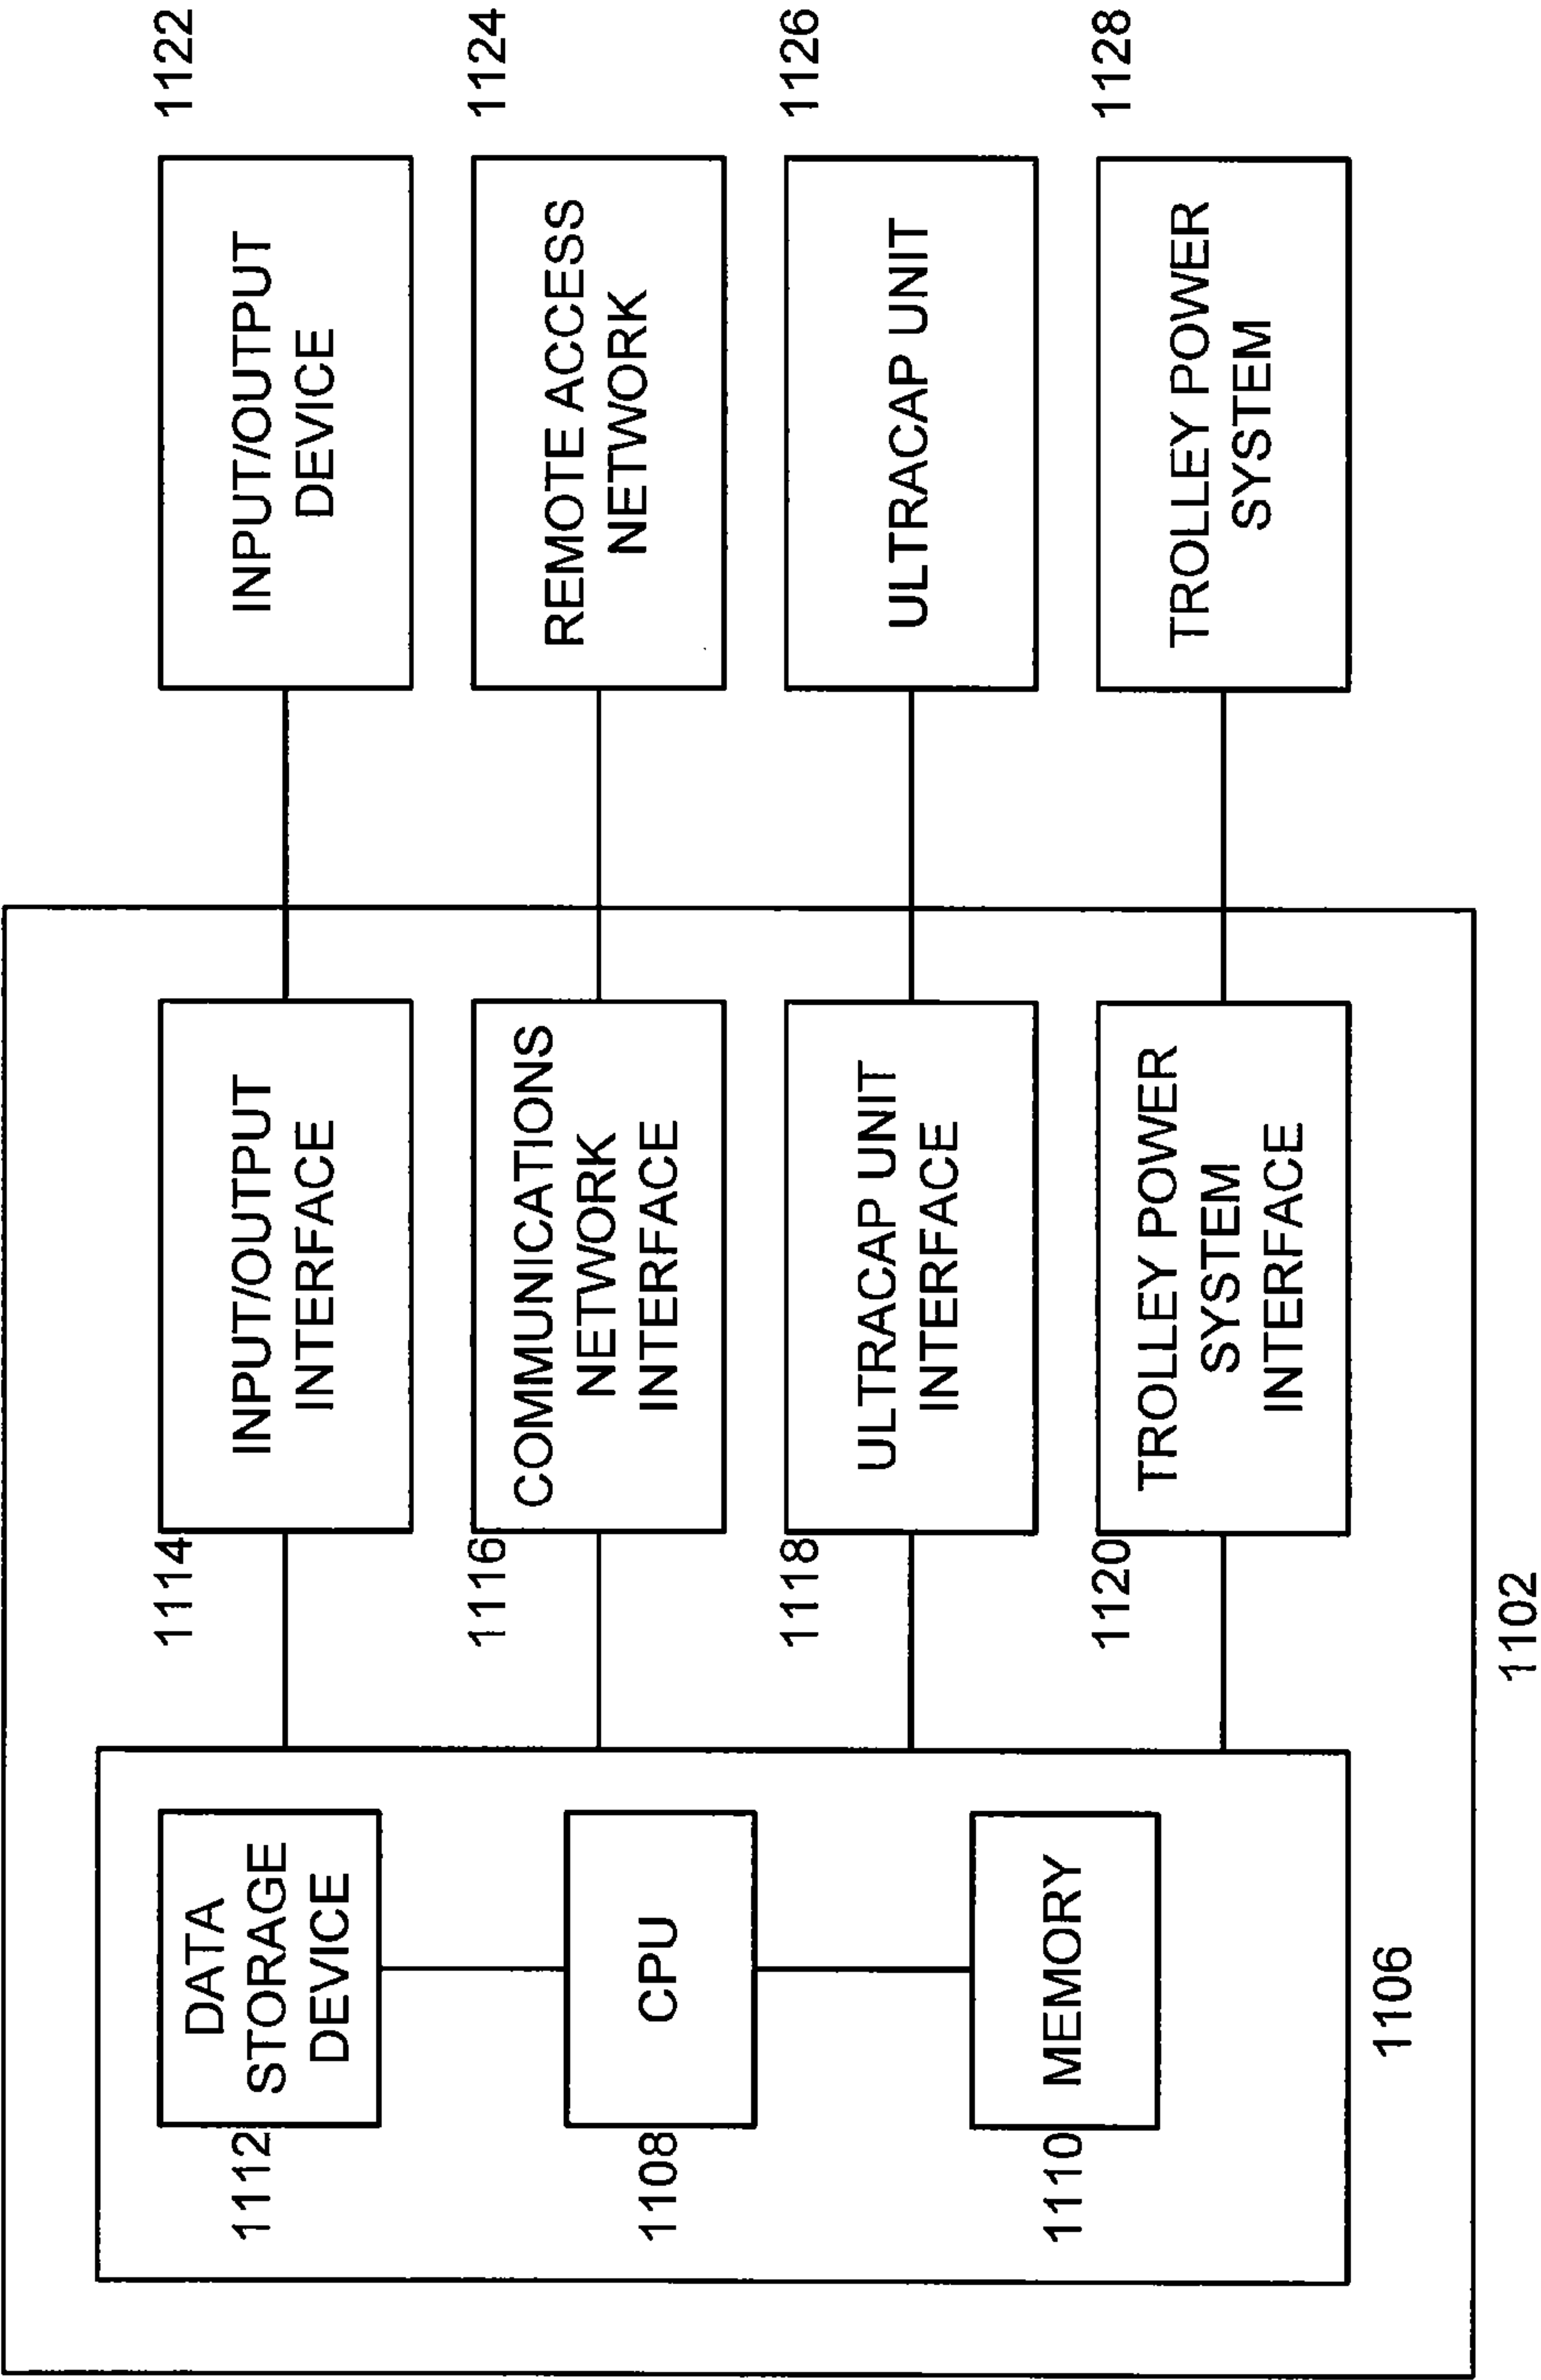 1112
DATA
STORAGE
DEVICE
1108
CPU
1110
MEMORY
1106
1114
INPUT/OUTPUT
INTERFACE
1116
COMMUNICATIONS
NETWORK
INTERFACE
1118
ULTRACAP UNIT
INTERFACE
1120
TROLLEY POWER
SYSTEM
INTERFACE
1102
INPUT/OUTPUT
DEVICE
1122
REMOTE ACCESS
NETWORK
1124
ULTRACAP UNIT
1126
TROLLEY POWER
SYSTEM
1128